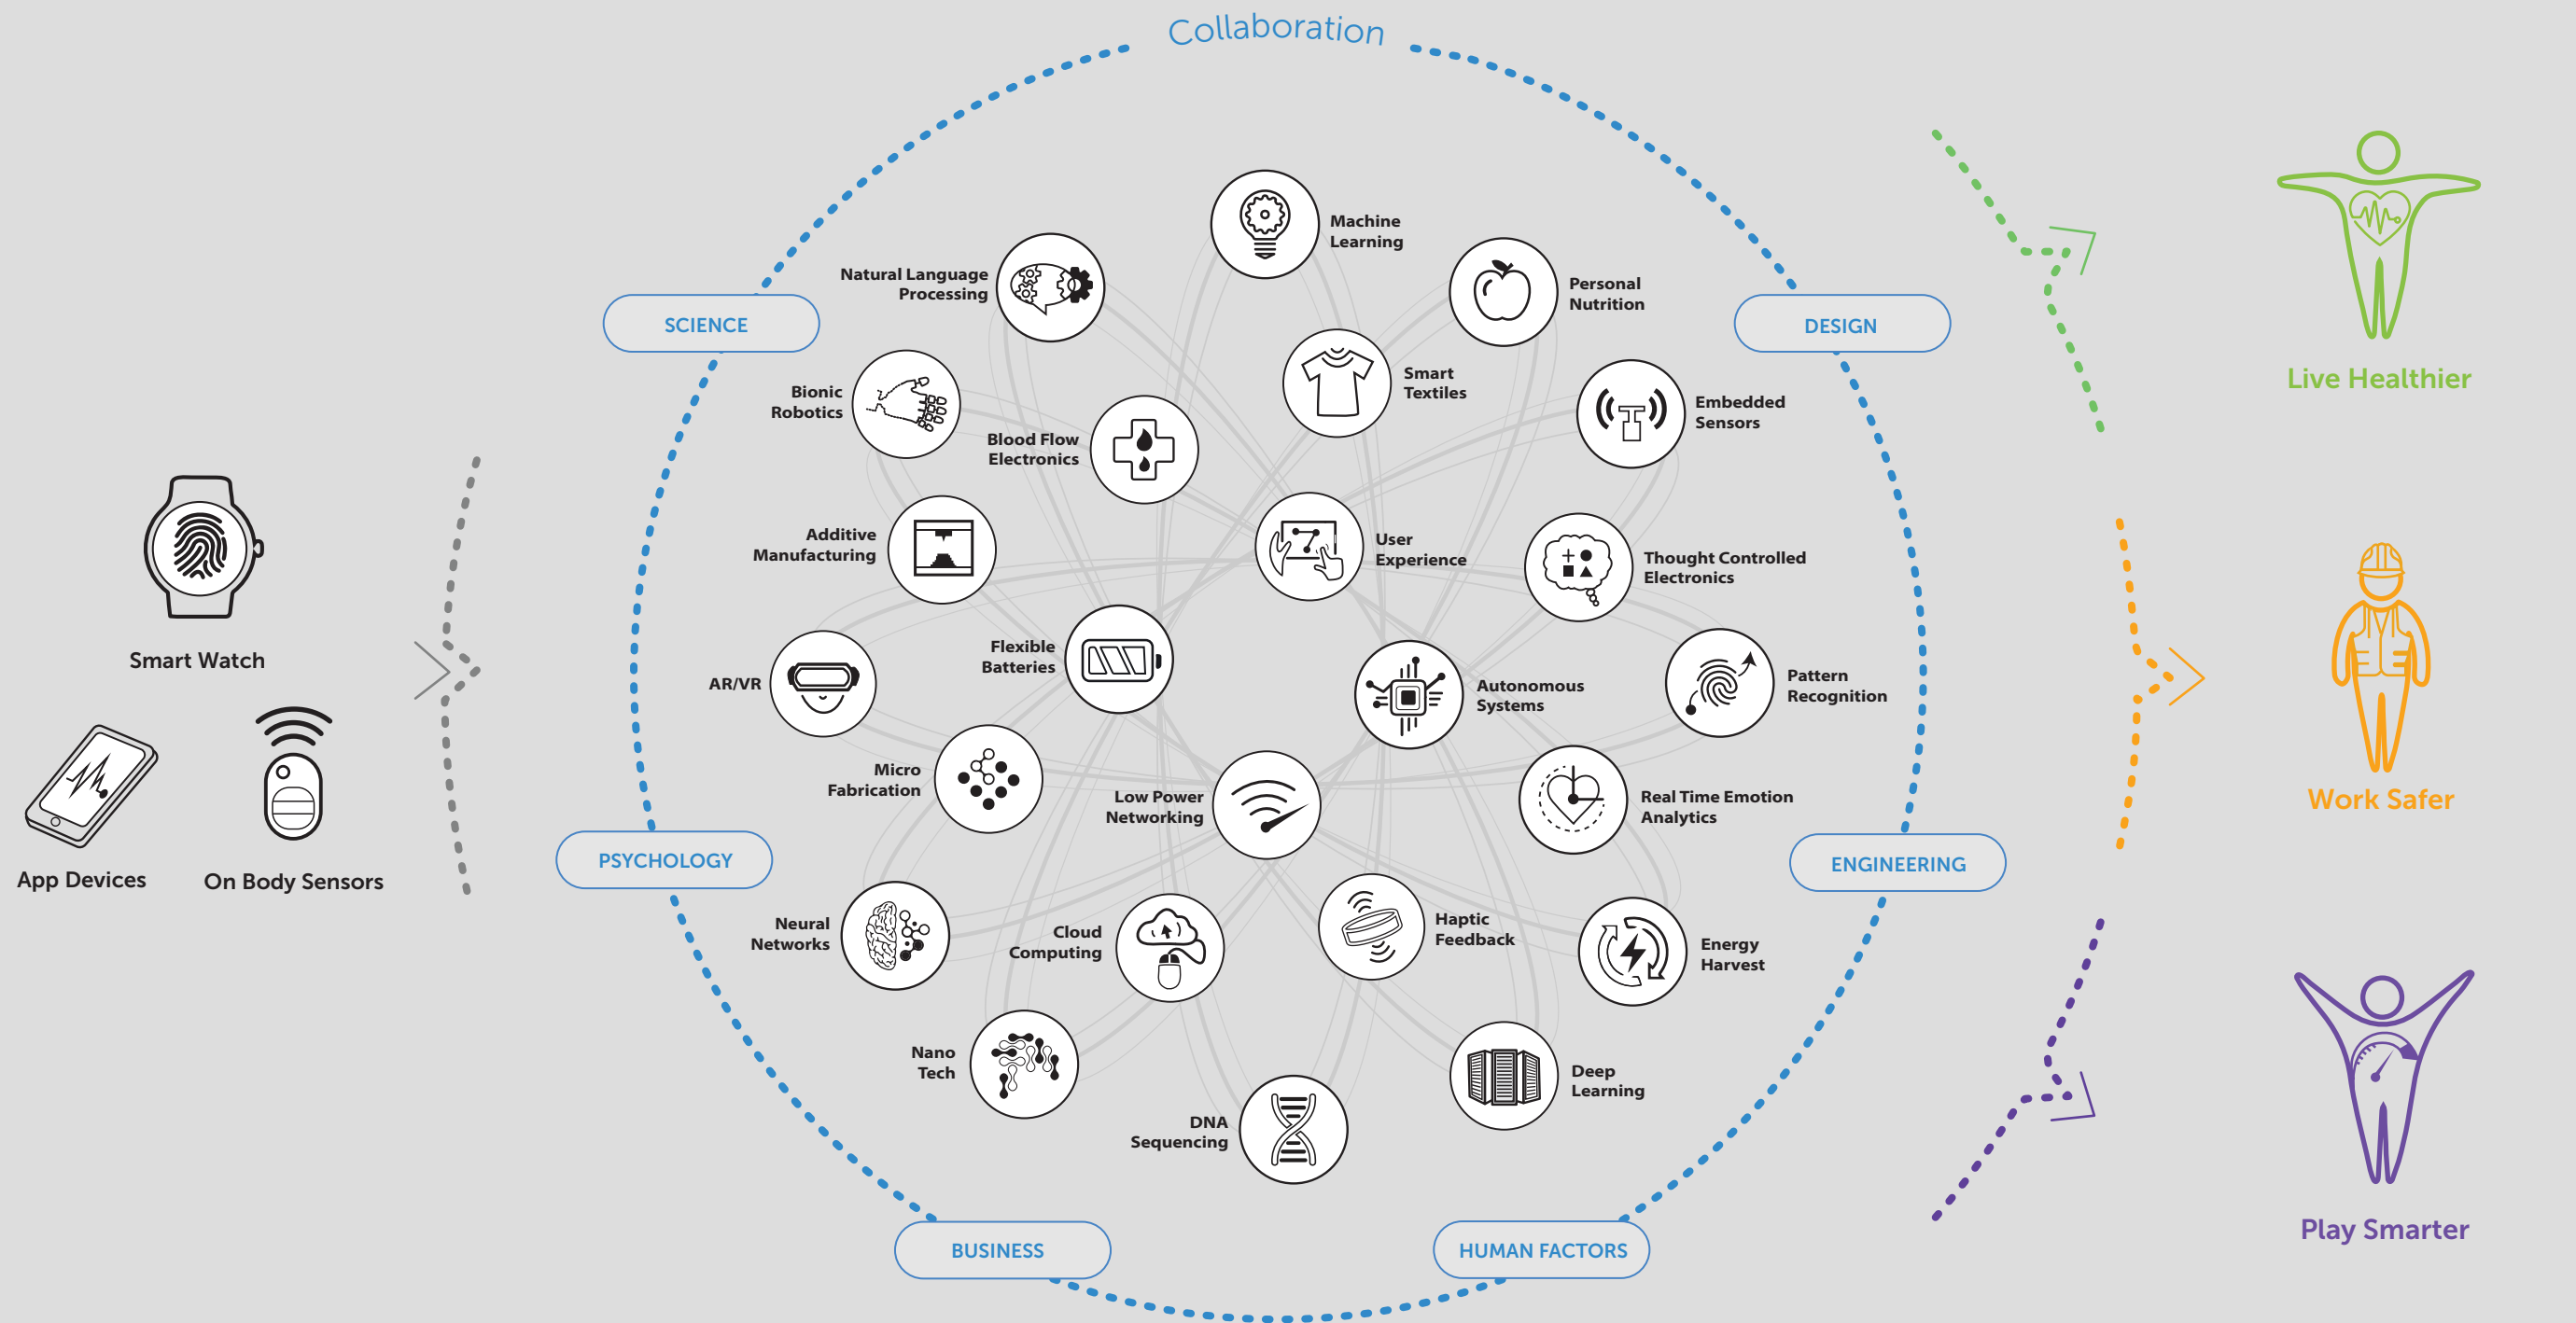 Collaboration
Machine
Learning
Natural Language
Processing
Personal
Nutrition
SCIENCE
DESIGN
Smart
Textiles
Live Healthier
Bionic
Robotics
Embedded
Sensors
Blood Flow
Electronics
Additive
Manufacturing
User
Experience
Thought Controlled
Electronics
Smart Watch
Flexible
Batteries
AR/VR
Autonomous
Systems
Pattern
Recognition
Micro
Fabrication
Low Power
Networking
Real Time Emotion
Analytics
Work Safer
PSYCHOLOGY
ENGINEERING
App Devices
On Body Sensors
Neural
Networks
Cloud
Computing
Haptic
Feedback
Energy
Harvest
Nano
Tech
Deep
Learning
DNA
Sequencing
Play Smarter
BUSINESS
HUMAN FACTORS